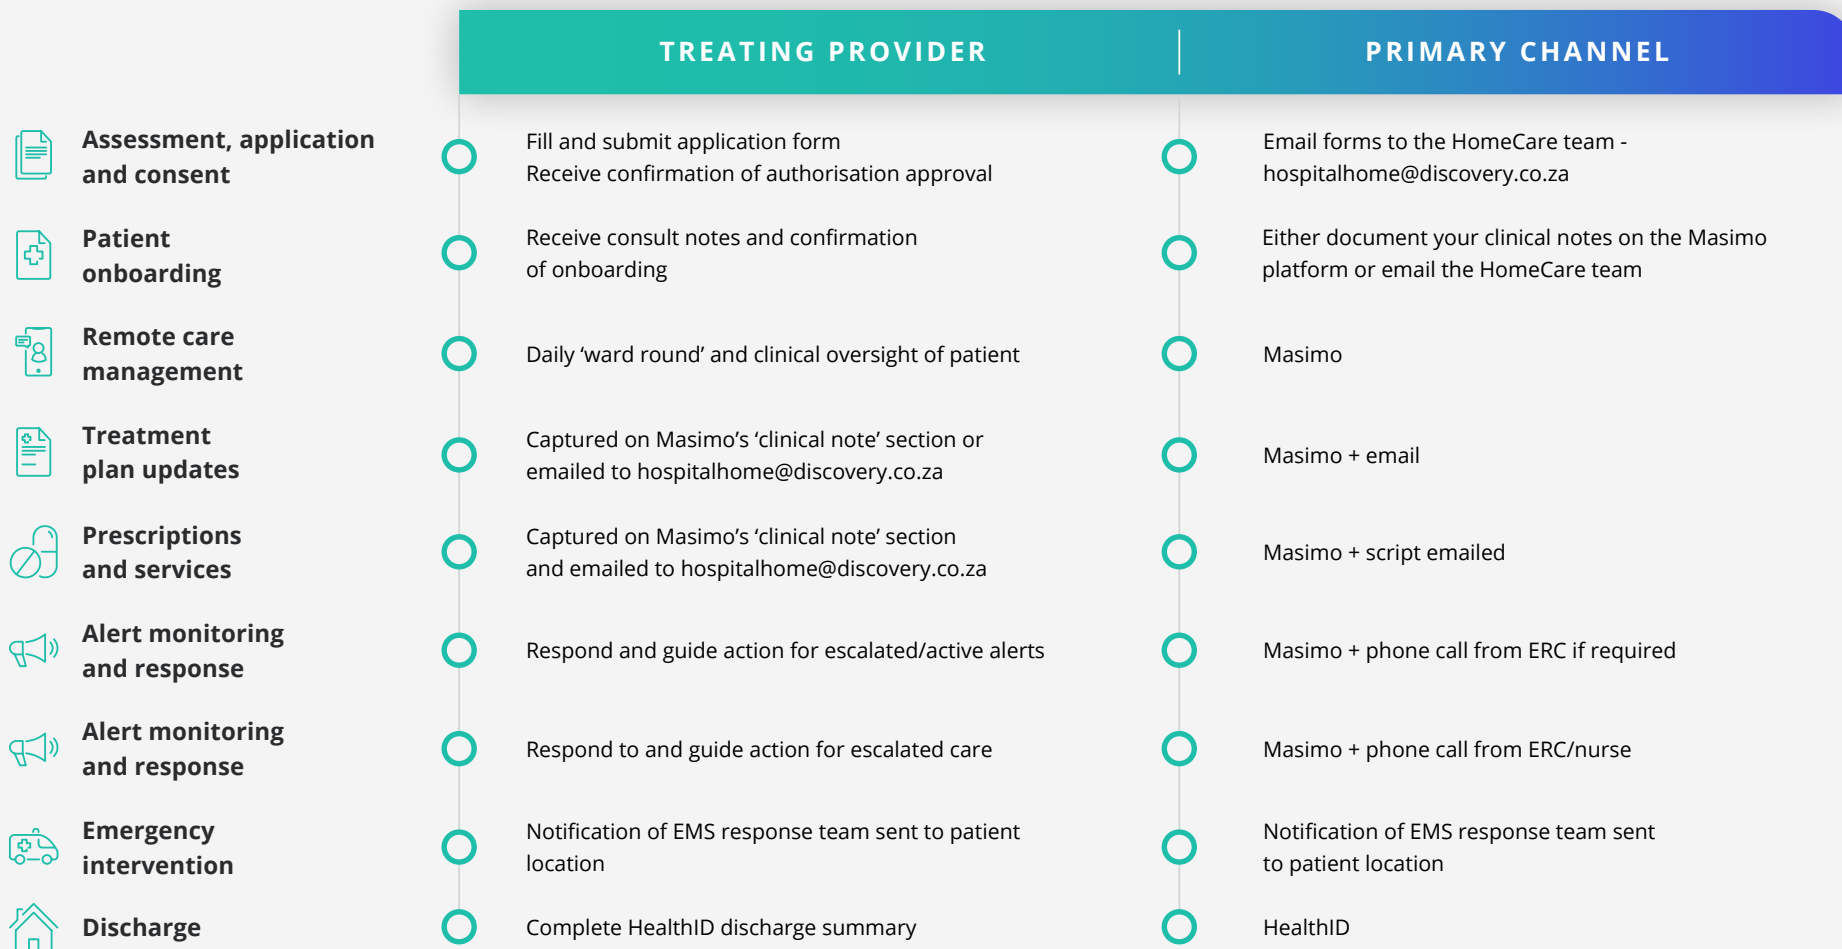 TREATING PROVIDER
PRIMARY CHANNEL
Assessment, application
and consent
Fill and submit application form
Receive confirmation of authorisation approval
Email forms to the HomeCare team -
hospitalhome@discovery.co.za
Patient
onboarding
Receive consult notes and confirmation
of onboarding
Either document your clinical notes on the Masimo
platform or email the HomeCare team
Remote care
management
Daily ‘ward round’ and clinical oversight of patient
Masimo
Treatment
plan updates
Captured on Masimo’s ‘clinical note’ section or
emailed to hospitalhome@discovery.co.za
Masimo + email
Prescriptions
and services
Captured on Masimo’s ‘clinical note’ section
and emailed to hospitalhome@discovery.co.za
Masimo + script emailed
Alert monitoring
and response
Respond and guide action for escalated/active alerts
Masimo + phone call from ERC if required
Alert monitoring
and response
Respond to and guide action for escalated care
Masimo + phone call from ERC/nurse
Emergency
intervention
Notification of EMS response team sent to patient
location
Notification of EMS response team sent
to patient location
Discharge
Complete HealthID discharge summary
HealthID